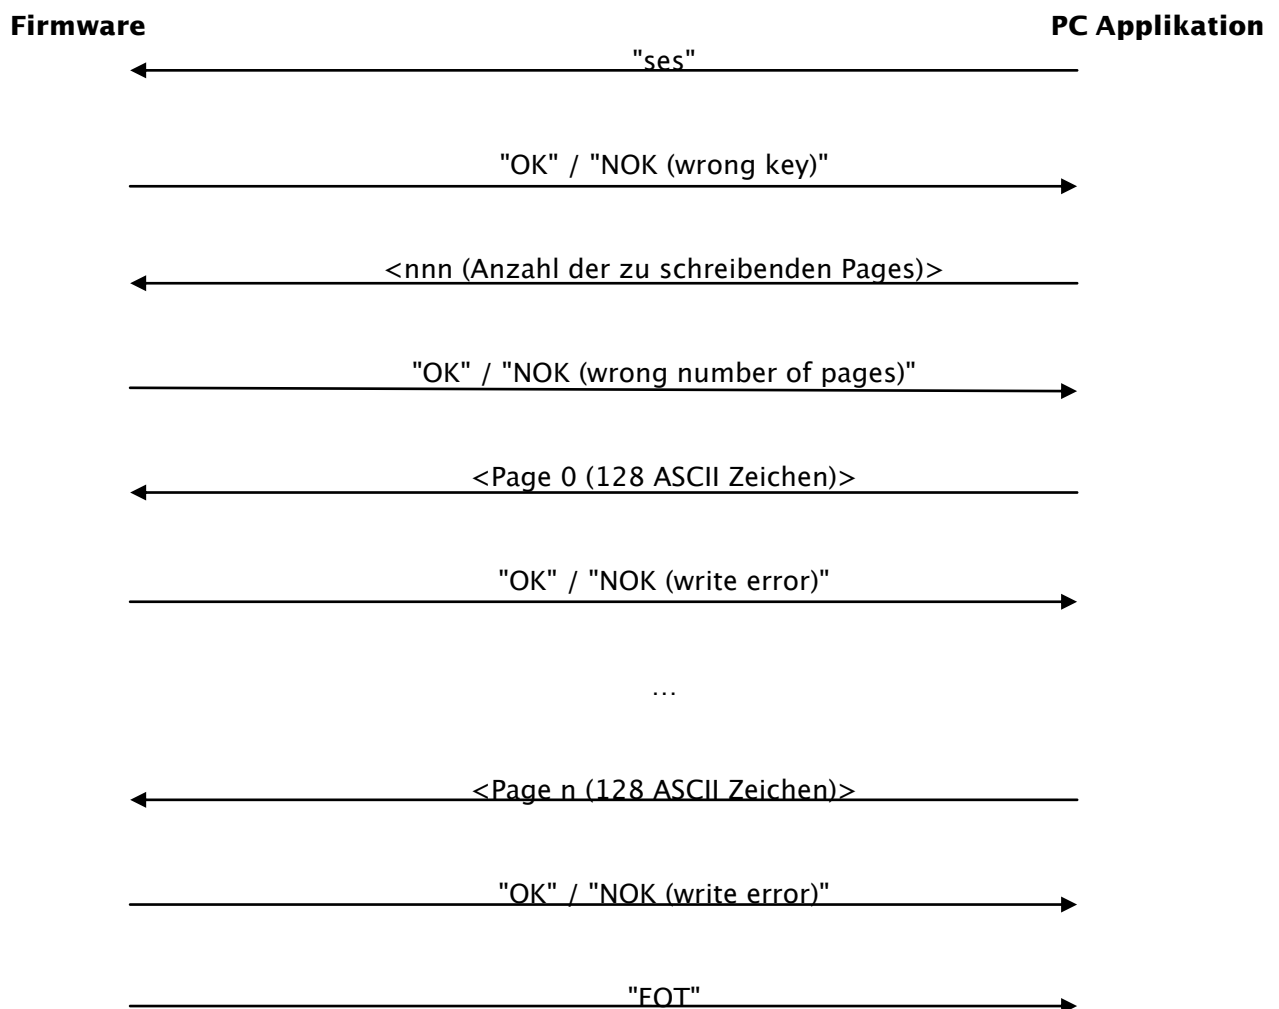 Firmware PC Applikation
"ses"
"OK" / "NOK (wrong key)"
<nnn (Anzahl der zu schreibenden Pages)>
"OK" / "NOK (wrong number of pages)"
<Page 0 (128 ASCII Zeichen)>
"OK" / "NOK (write error)"
...
<Page n (128 ASCII Zeichen)>
"OK" / "NOK (write error)"
"EOT"